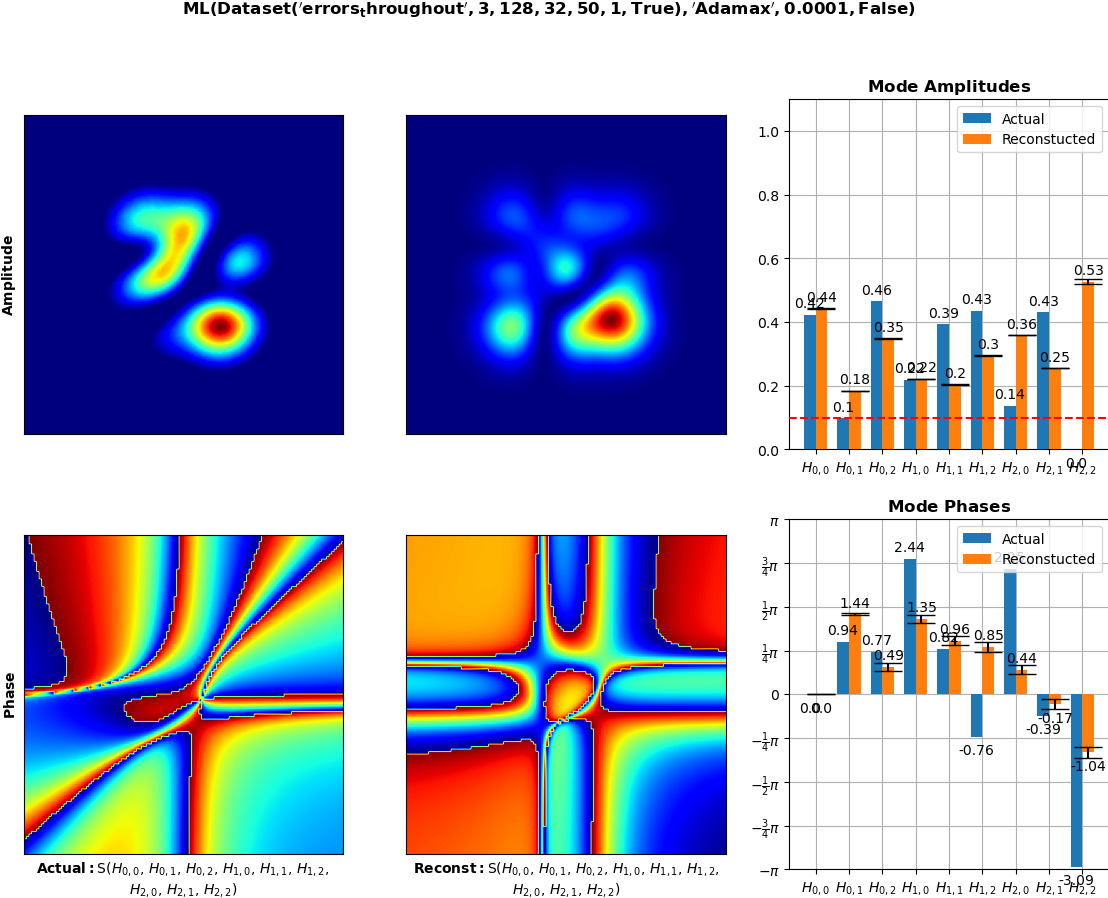 ML(Dataset('errors_throughout', 3, 128, 32, 50, 1, True), 'Adamax', 0.0001, False)
Mode Amplitudes
Amplitude
Actual
Reconstucted
1.0
0.8
0.6
0.4
0.2
0.0
0.42 0.44
0.1 0.18
0.46 0.35
0.22 0.22
0.39 0.2
0.43 0.3
0.14 0.36
0.43 0.25
0.0 0.53
H0,0 H0,1 H0,2 H1,0 H1,1 H1,2 H2,0 H2,1 H2,2
Mode Phases
Phase
Actual
Reconstucted
π
3/4π
1/2π
1/4π
0
−1/4π
−1/2π
−3/4π
−π
0.0 0.0
0.94 1.44
0.77 0.49
2.44 1.35
0.96
-0.76 0.85
0.44
-0.39 -0.17
-3.09 -1.04
H0,0 H0,1 H0,2 H1,0 H1,1 H1,2 H2,0 H2,1 H2,2
Actual: S(H0,0, H0,1, H0,2, H1,0, H1,1, H1,2,
H2,0, H2,1, H2,2)
Reconst: S(H0,0, H0,1, H0,2, H1,0, H1,1, H1,2,
H2,0, H2,1, H2,2)